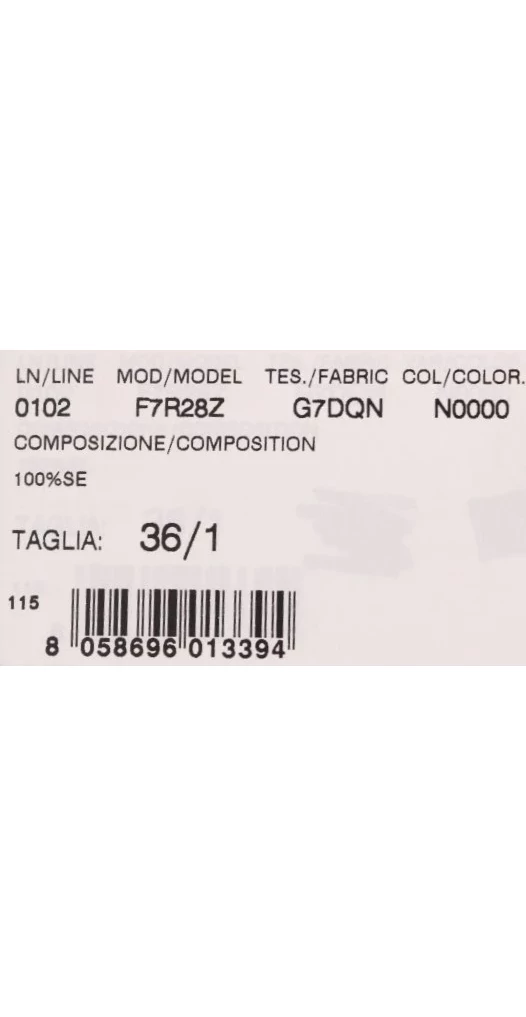 LN/LINE MOD/MODEL TES./FABRIC COL/COLOR.
0102 F7R28Z G7DQN N0000
COMPOSIZIONE/COMPOSITION
100%SE
TAGLIA: 36/1
115
8 058696 013394